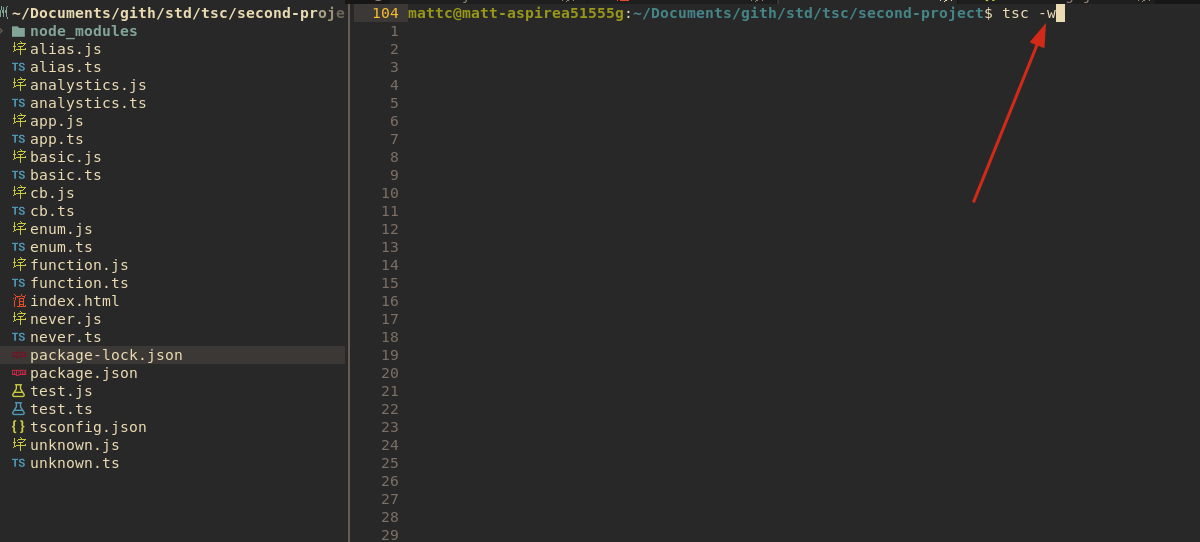 ~/Documents/gith/std/tsc/second-proje
node_modules
alias.js
TS alias.ts
analystics.js
TS analystics.ts
app.js
TS app.ts
basic.js
TS basic.ts
cb.js
TS cb.ts
enum.js
TS enum.ts
function.js
TS function.ts
index.html
never.js
TS never.ts
package-lock.json
package.json
test.js
test.ts
{} tsconfig.json
unknown.js
TS unknown.ts
104 mattc@matt-aspirea51555g:~/Documents/gith/std/tsc/second-project$ tsc -w
1
2
3
4
5
6
7
8
9
10
11
12
13
14
15
16
17
18
19
20
21
22
23
24
25
26
27
28
29